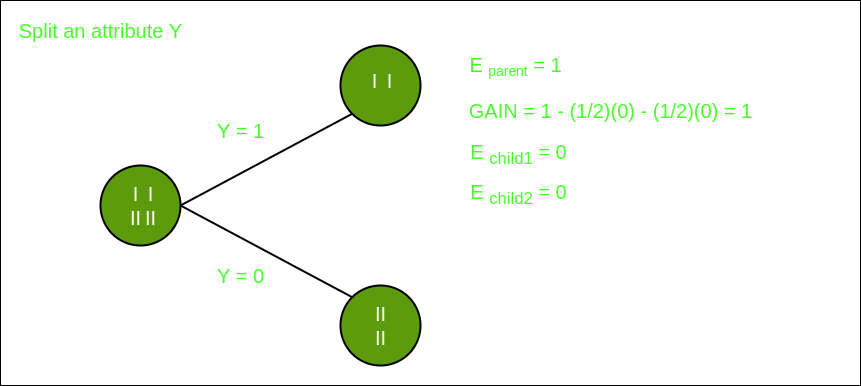 Split an attribute Y
I I
E parent = 1
GAIN = 1 - (1/2)(0) - (1/2)(0) = 1
Y = 1
E child1 = 0
E child2 = 0
I I
II II
Y = 0
II
II